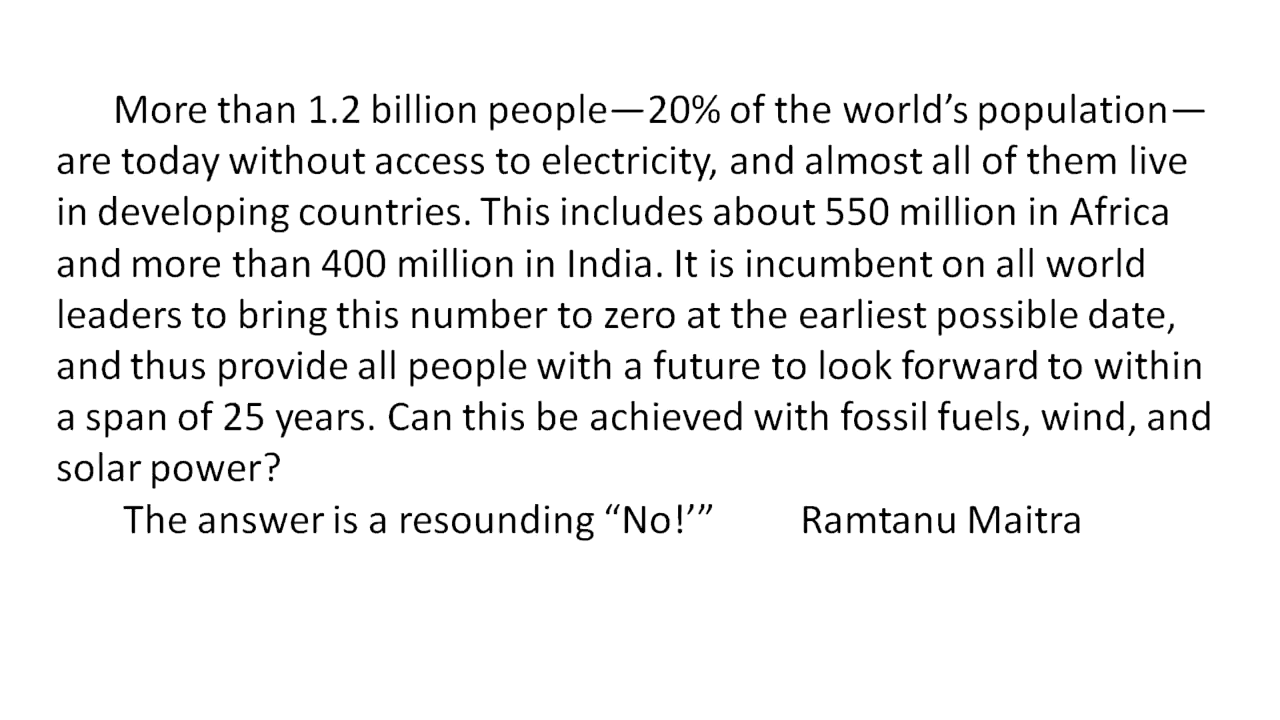 More than 1.2 billion people—20% of the world’s population—
are today without access to electricity, and almost all of them live
in developing countries. This includes about 550 million in Africa
and more than 400 million in India. It is incumbent on all world
leaders to bring this number to zero at the earliest possible date,
and thus provide all people with a future to look forward to within
a span of 25 years. Can this be achieved with fossil fuels, wind, and
solar power?
The answer is a resounding “No!’” Ramtanu Maitra